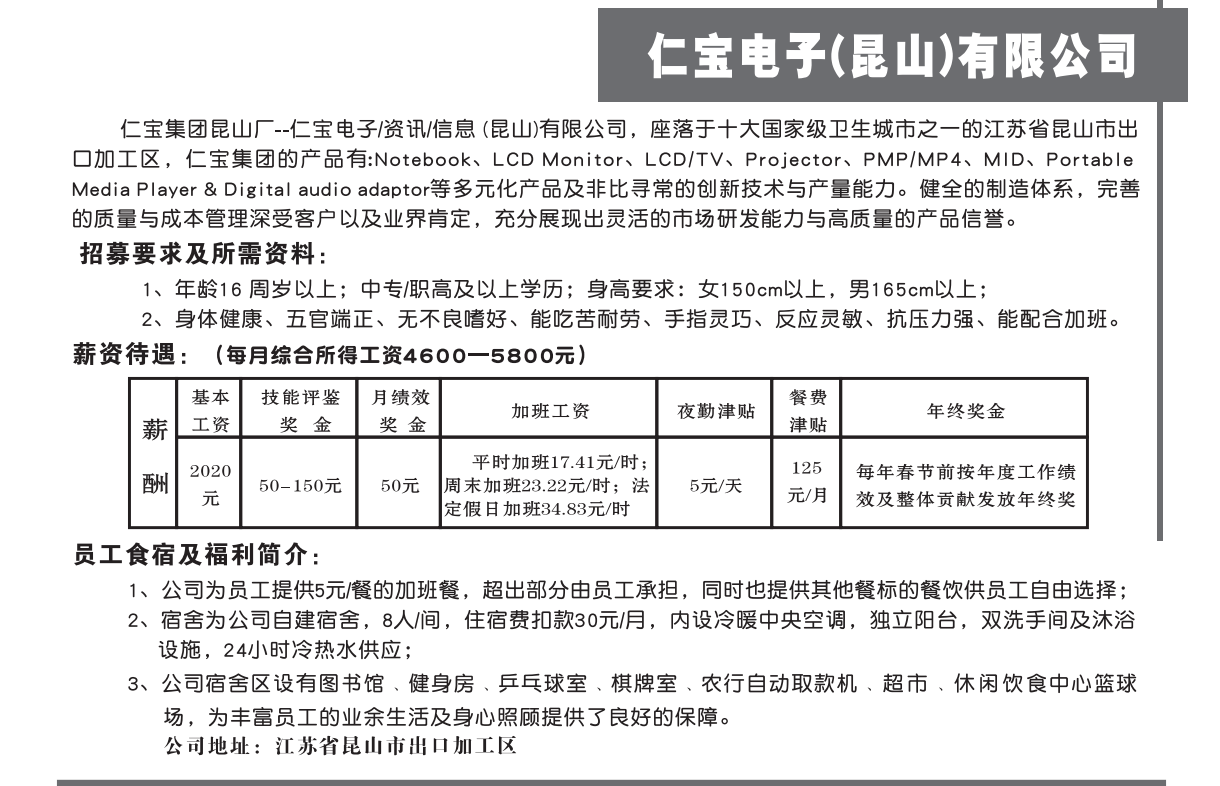 仁宝电子(昆山)有限公司
仁宝集团昆山厂--仁宝电子/资讯/信息 (昆山)有限公司，座落于十大国家级卫生城市之一的江苏省昆山市出
口加工区，仁宝集团的产品有:Notebook、LCD Monitor、LCD/TV、Projector、PMP/MP4、MID、Portable
Media Player & Digital audio adaptor等多元化产品及非比寻常的创新技术与产量能力。健全的制造体系，完善
的质量与成本管理深受客户以及业界肯定，充分展现出灵活的市场研发能力与高质量的产品信誉。
招募要求及所需资料：
1、年龄16 周岁以上；中专/职高及以上学历；身高要求：女150cm以上，男165cm以上；
2、身体健康、五官端正、无不良嗜好、能吃苦耐劳、手指灵巧、反应灵敏、抗压力强、能配合加班。
薪资待遇：（每月综合所得工资4600—5800元）
薪酬
基本
工资
技能评鉴
奖 金
月绩效
奖 金
加班工资
夜勤津贴
餐费
津贴
年终奖金
2020
元
50-150元
50元
平时加班17.41元/时；
周末加班23.22元/时；法
定假日加班34.83元/时
5元/天
125
元/月
每年春节前按年度工作绩
效及整体贡献发放年终奖
员工食宿及福利简介：
1、公司为员工提供5元/餐的加班餐，超出部分由员工承担，同时也提供其他餐标的餐饮供员工自由选择；
2、宿舍为公司自建宿舍，8人/间，住宿费扣款30元/月，内设冷暖中央空调，独立阳台，双洗手间及沐浴
设施，24小时冷热水供应；
3、公司宿舍区设有图书馆、健身房、乒乓球室、棋牌室、农行自动取款机、超市、休闲饮食中心篮球
场，为丰富员工的业余生活及身心照顾提供了良好的保障。
公司地址：江苏省昆山市出口加工区